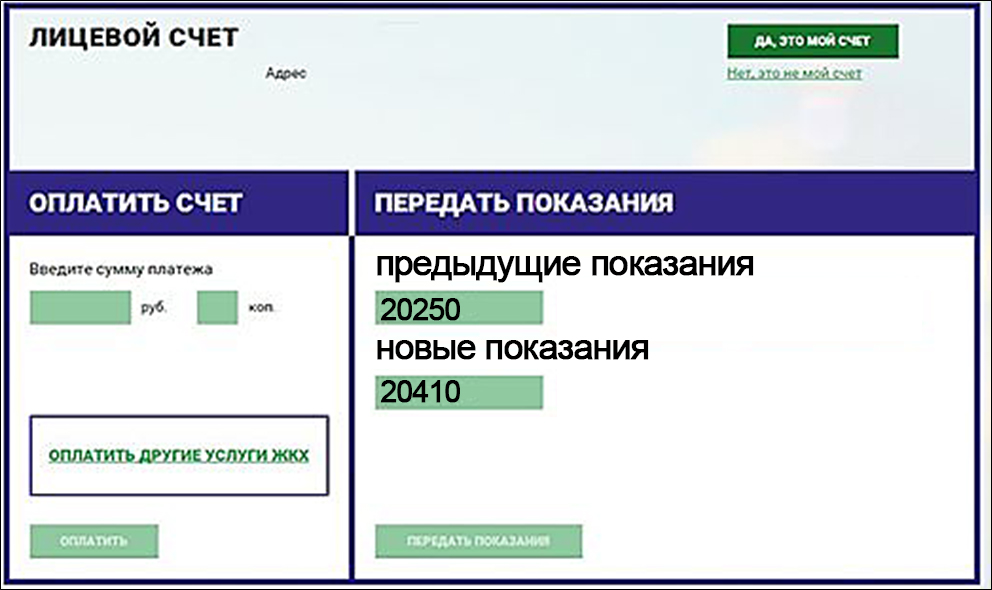 ЛИЦЕВОЙ СЧЕТ
Адрес
ДА, ЭТО МОЙ СЧЕТ
Нет, это не мой счет
ОПЛАТИТЬ СЧЕТ
Введите сумму платежа
руб. коп.
ОПЛАТИТЬ ДРУГИЕ УСЛУГИ ЖКХ
ОПЛАТИТЬ
ПЕРЕДАТЬ ПОКАЗАНИЯ
предыдущие показания
20250
новые показания
20410
ПЕРЕДАТЬ ПОКАЗАНИЯ